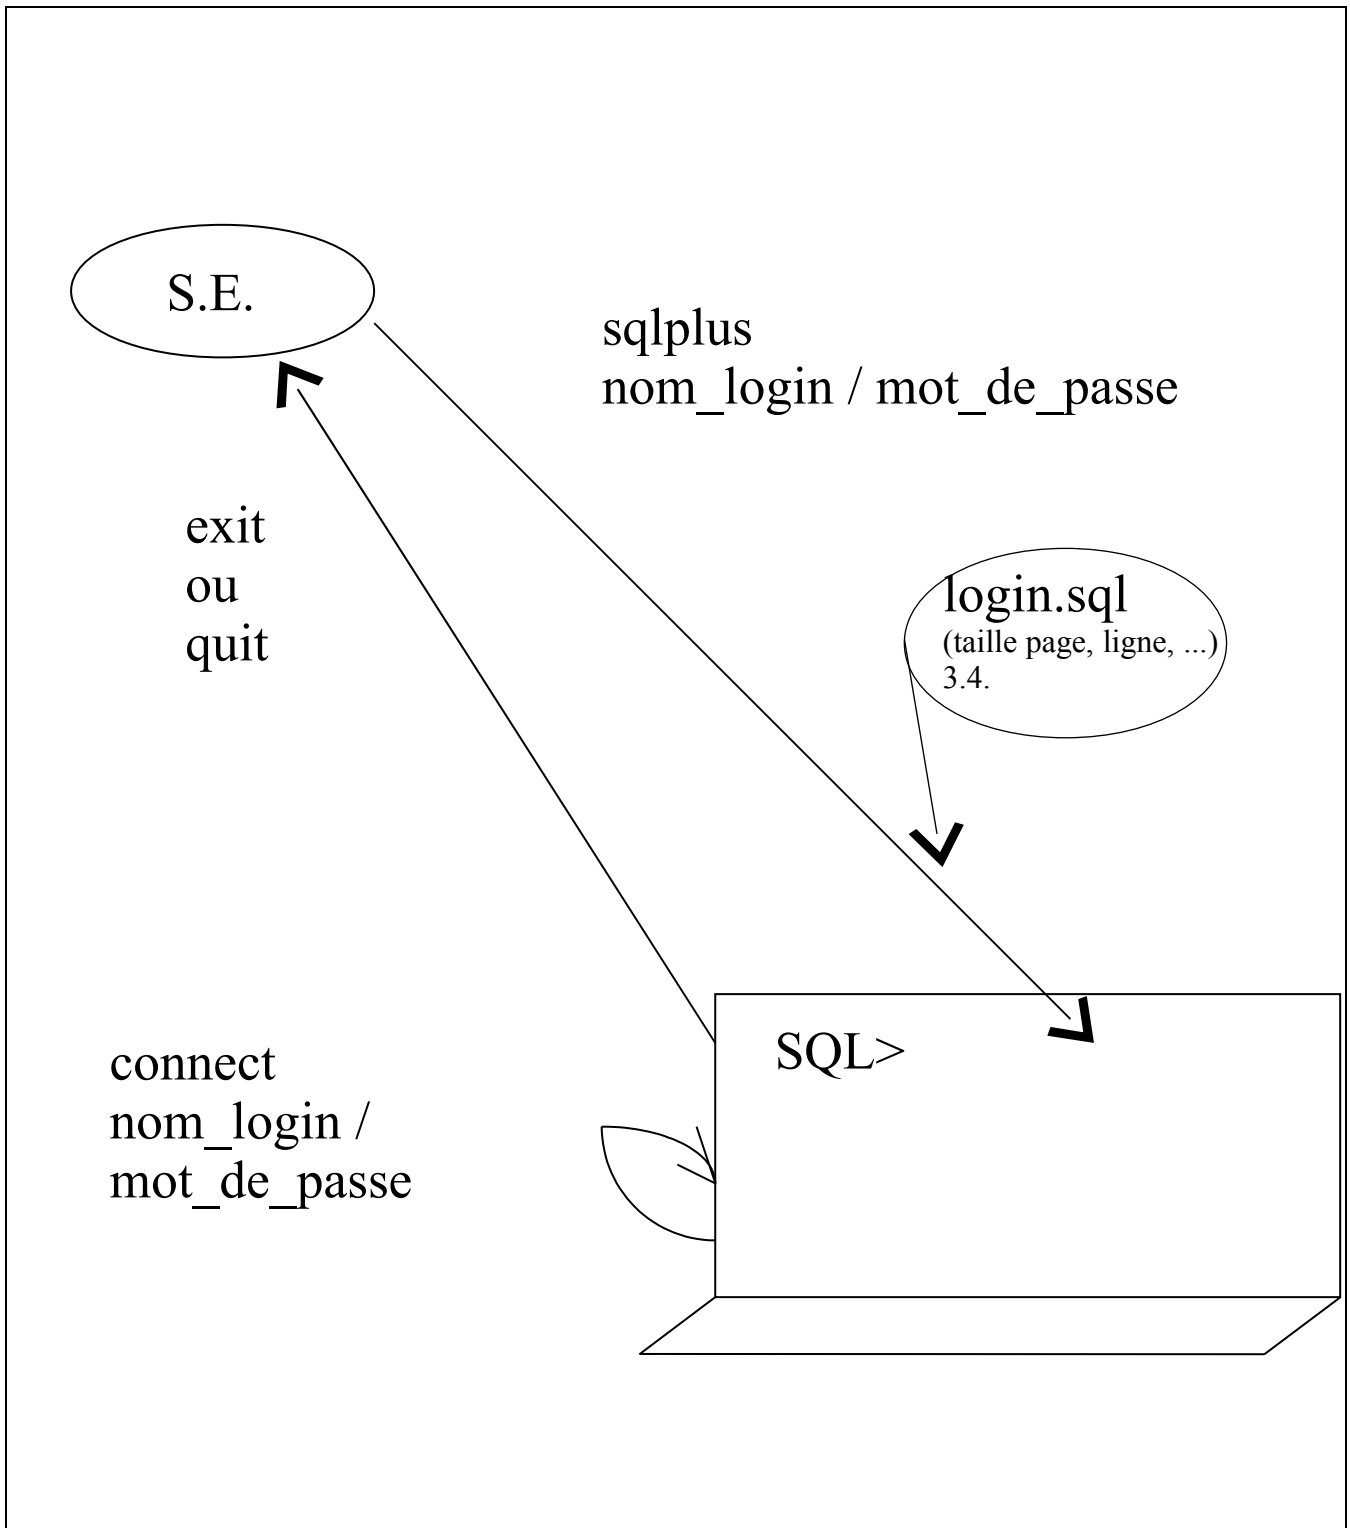 S.E.
sqlplus
nom_login / mot_de_passe
exit
ou
quit
login.sql
(taille page, ligne, ...)
3.4.
SQL>
connect
nom_login /
mot_de_passe